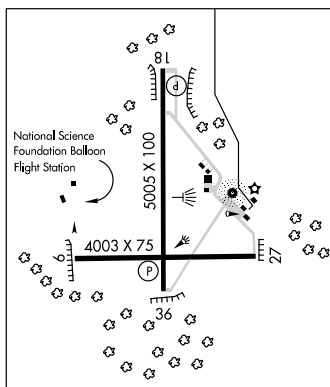 18
P
National Science
Foundation Balloon
Flight Station
5005 X 100
4003 X 75
9
27
P
36